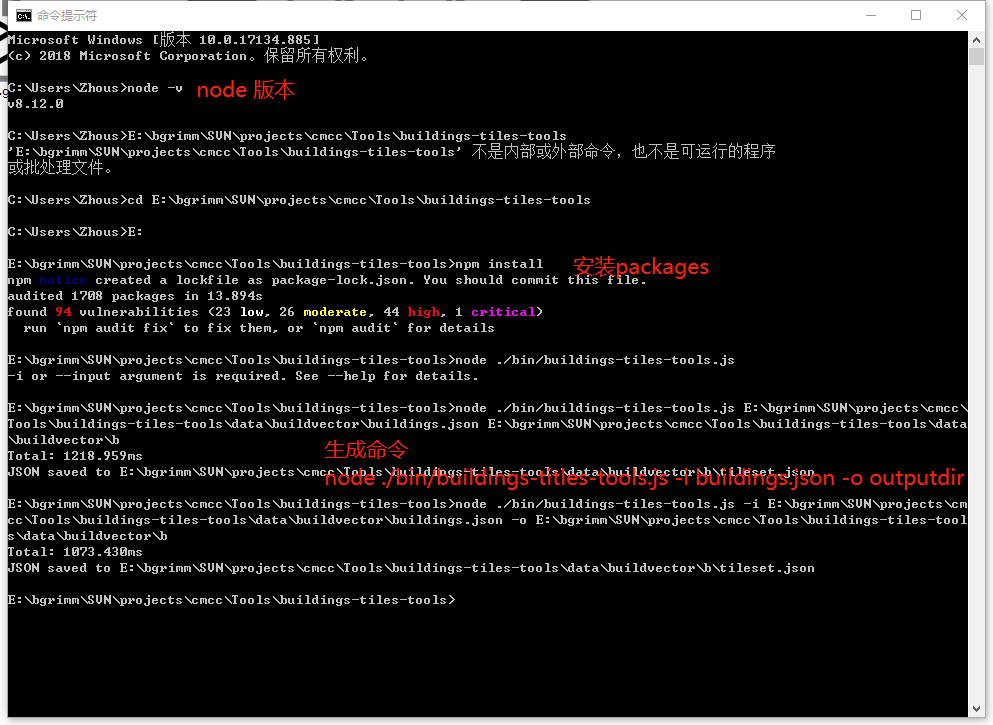 命令提示符
Microsoft Windows [版本 10.0.17134.885]
(c) 2018 Microsoft Corporation。保留所有权利。
C:\Users\Zhous>node -v
node 版本
v8.12.0
C:\Users\Zhous>E:\bgrimm\SVN\projects\cmcc\Tools\buildings-tiles-tools
'E:\bgrimm\SVN\projects\cmcc\Tools\buildings-tiles-tools' 不是内部或外部命令，也不是可运行的程序
或批处理文件。
C:\Users\Zhous>cd E:\bgrimm\SVN\projects\cmcc\Tools\buildings-tiles-tools
C:\Users\Zhous>E:
E:\bgrimm\SVN\projects\cmcc\Tools\buildings-tiles-tools>npm install
安装packages
npm notice created a lockfile as package-lock.json. You should commit this file.
audited 1708 packages in 13.894s
found 94 vulnerabilities (23 low, 26 moderate, 44 high, 1 critical)
run `npm audit fix` to fix them, or `npm audit` for details
E:\bgrimm\SVN\projects\cmcc\Tools\buildings-tiles-tools>node ./bin/buildings-tiles-tools.js
-i or --input argument is required. See --help for details.
E:\bgrimm\SVN\projects\cmcc\Tools\buildings-tiles-tools>node ./bin/buildings-tiles-tools.js E:\bgrimm\SVN\projects\cmcc\
Tools\buildings-tiles-tools\data\buildvector\buildings.json E:\bgrimm\SVN\projects\cmcc\Tools\buildings-tiles-tools\data
\buildvector\b
生成命令
Total: 1218.959ms
JSON saved to E:\bgrimm\SVN\projects\cmcc\Tools\buildings-tiles-tools\data\buildvector\b\tileset.json
node ./bin/buildings-titles-tools.js -i buildings.json -o outputdir
E:\bgrimm\SVN\projects\cmcc\Tools\buildings-tiles-tools>node ./bin/buildings-tiles-tools.js -i E:\bgrimm\SVN\projects\cm
cc\Tools\buildings-tiles-tools\data\buildvector\buildings.json -o E:\bgrimm\SVN\projects\cmcc\Tools\buildings-tiles-tool
s\data\buildvector\b
Total: 1073.430ms
JSON saved to E:\bgrimm\SVN\projects\cmcc\Tools\buildings-tiles-tools\data\buildvector\b\tileset.json
E:\bgrimm\SVN\projects\cmcc\Tools\buildings-tiles-tools>